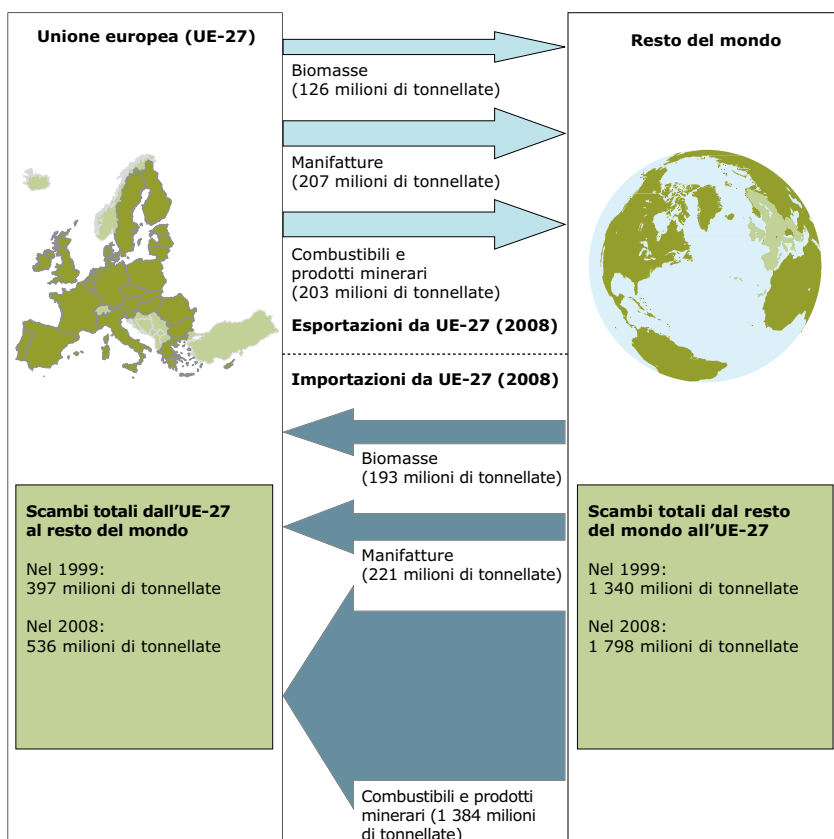 Unione europea (UE-27)
Biomasse
(126 milioni di tonnellate)
Manifatture
(207 milioni di tonnellate)
Combustibili e
prodotti minerari
(203 milioni di tonnellate)
Esportazioni da UE-27 (2008)
Resto del mondo
Importazioni da UE-27 (2008)
Biomasse
(193 milioni di tonnellate)
Manifatture
(221 milioni di tonnellate)
Combustibili e prodotti
minerari (1 384 milioni
di tonnellate)
Scambi totali dall'UE-27
al resto del mondo
Nel 1999:
397 milioni di tonnellate
Nel 2008:
536 milioni di tonnellate
Scambi totali dal resto
del mondo all'UE-27
Nel 1999:
1 340 milioni di tonnellate
Nel 2008:
1 798 milioni di tonnellate